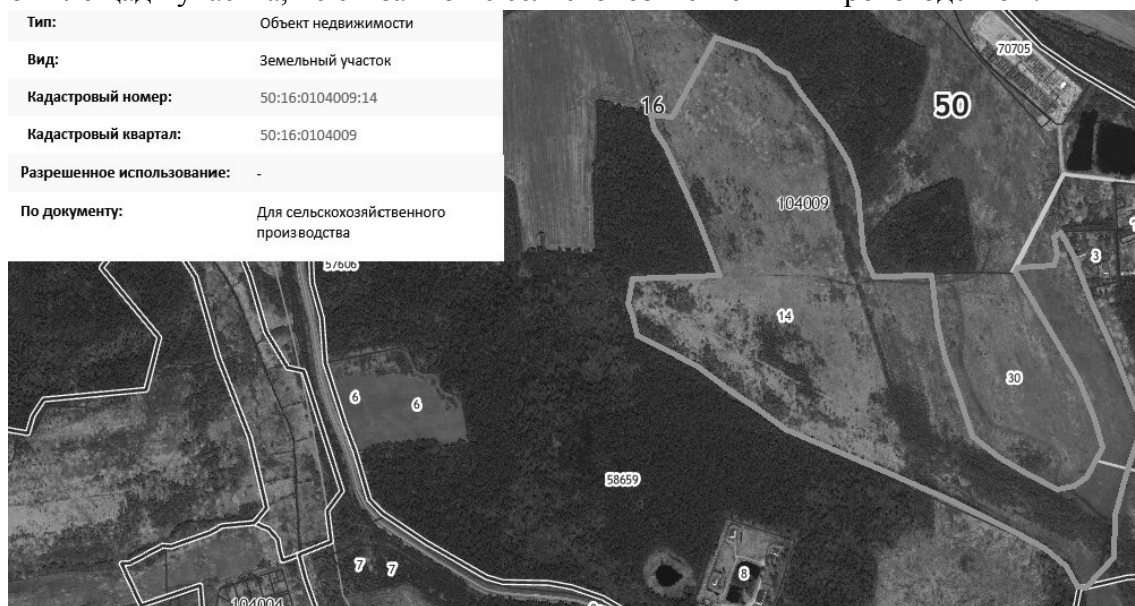 Тип: Объект недвижимости
Вид: Земельный участок
Кадастровый номер: 50:16:0104009:14
Кадастровый квартал: 50:16:0104009
Разрешенное использование: -
По документу: Для сельскохозяйственного
производства
70705
16
50
104009
3
57606
14
30
6
6
58659
7
7
8
104004